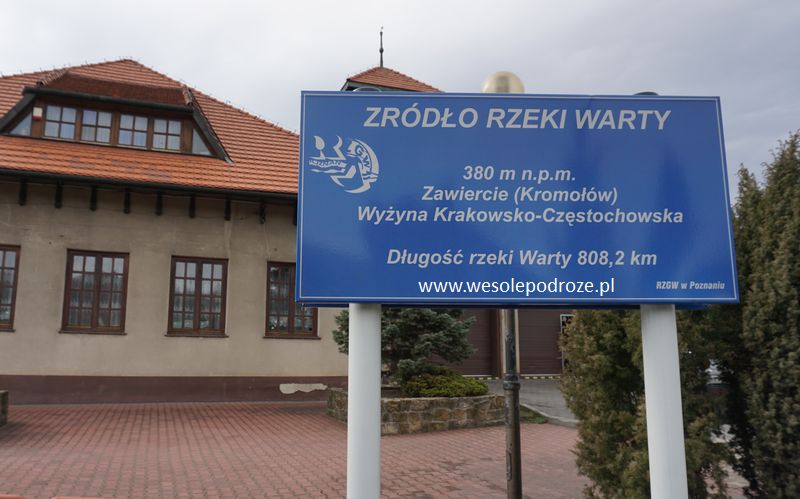 ZRÓDŁO RZEKI WARTY
380 m n.p.m.
Zawiercie (Kromołów)
Wyżyna Krakowsko-Częstochowska
Długość rzeki Warty 808,2 km
www.wesolepodroze.pl
RZGW w Poznaniu